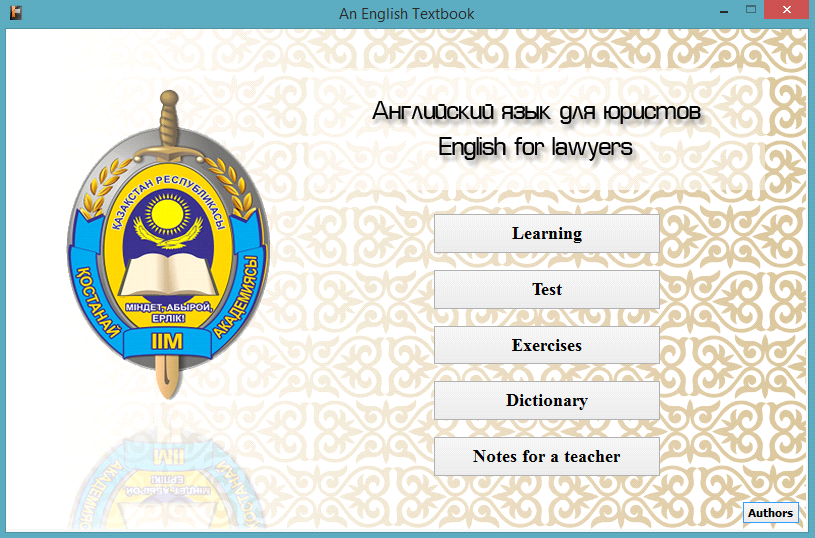 An English Textbook
Английский язык для юристов
English for lawyers
ҚАЗАҚСТАН РЕСПУБЛИКАСЫ
МІНДЕТ, АБЫРОЙ,
ЕРЛІК!
ҚОСТАНАЙ
ІІМ
АКАДЕМИЯСЫ
Learning
Test
Exercises
Dictionary
Notes for a teacher
Authors